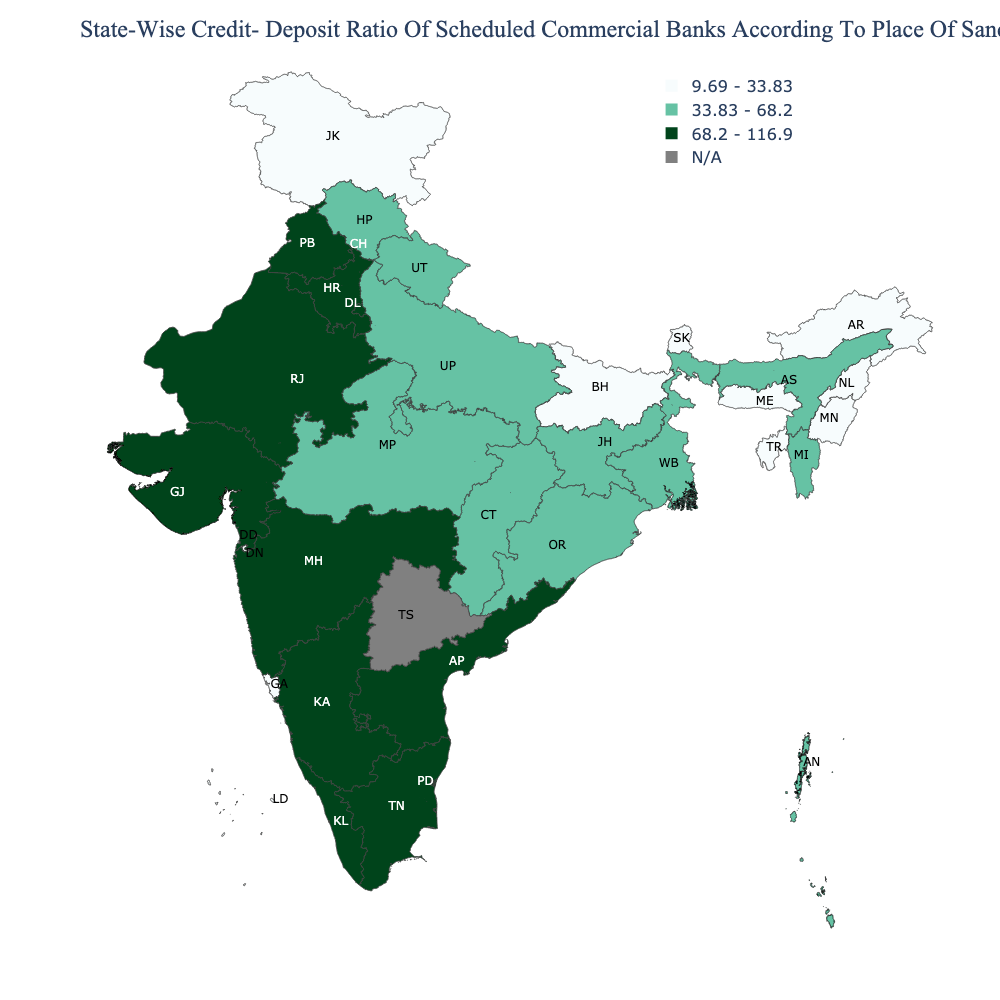 State-Wise Credit- Deposit Ratio Of Scheduled Commercial Banks According To Place Of
9.69 - 33.83
33.83 - 68.2
68.2 - 116.9
N/A
JK
HP
CH
PB
UT
HR
DL
SK
AR
RJ
UP
BH
AS
NL
ME
MN
MP
JH
TR
MI
WB
GJ
CT
DD
DN
OR
MH
TS
AP
GA
KA
AN
PD
LD
TN
KL